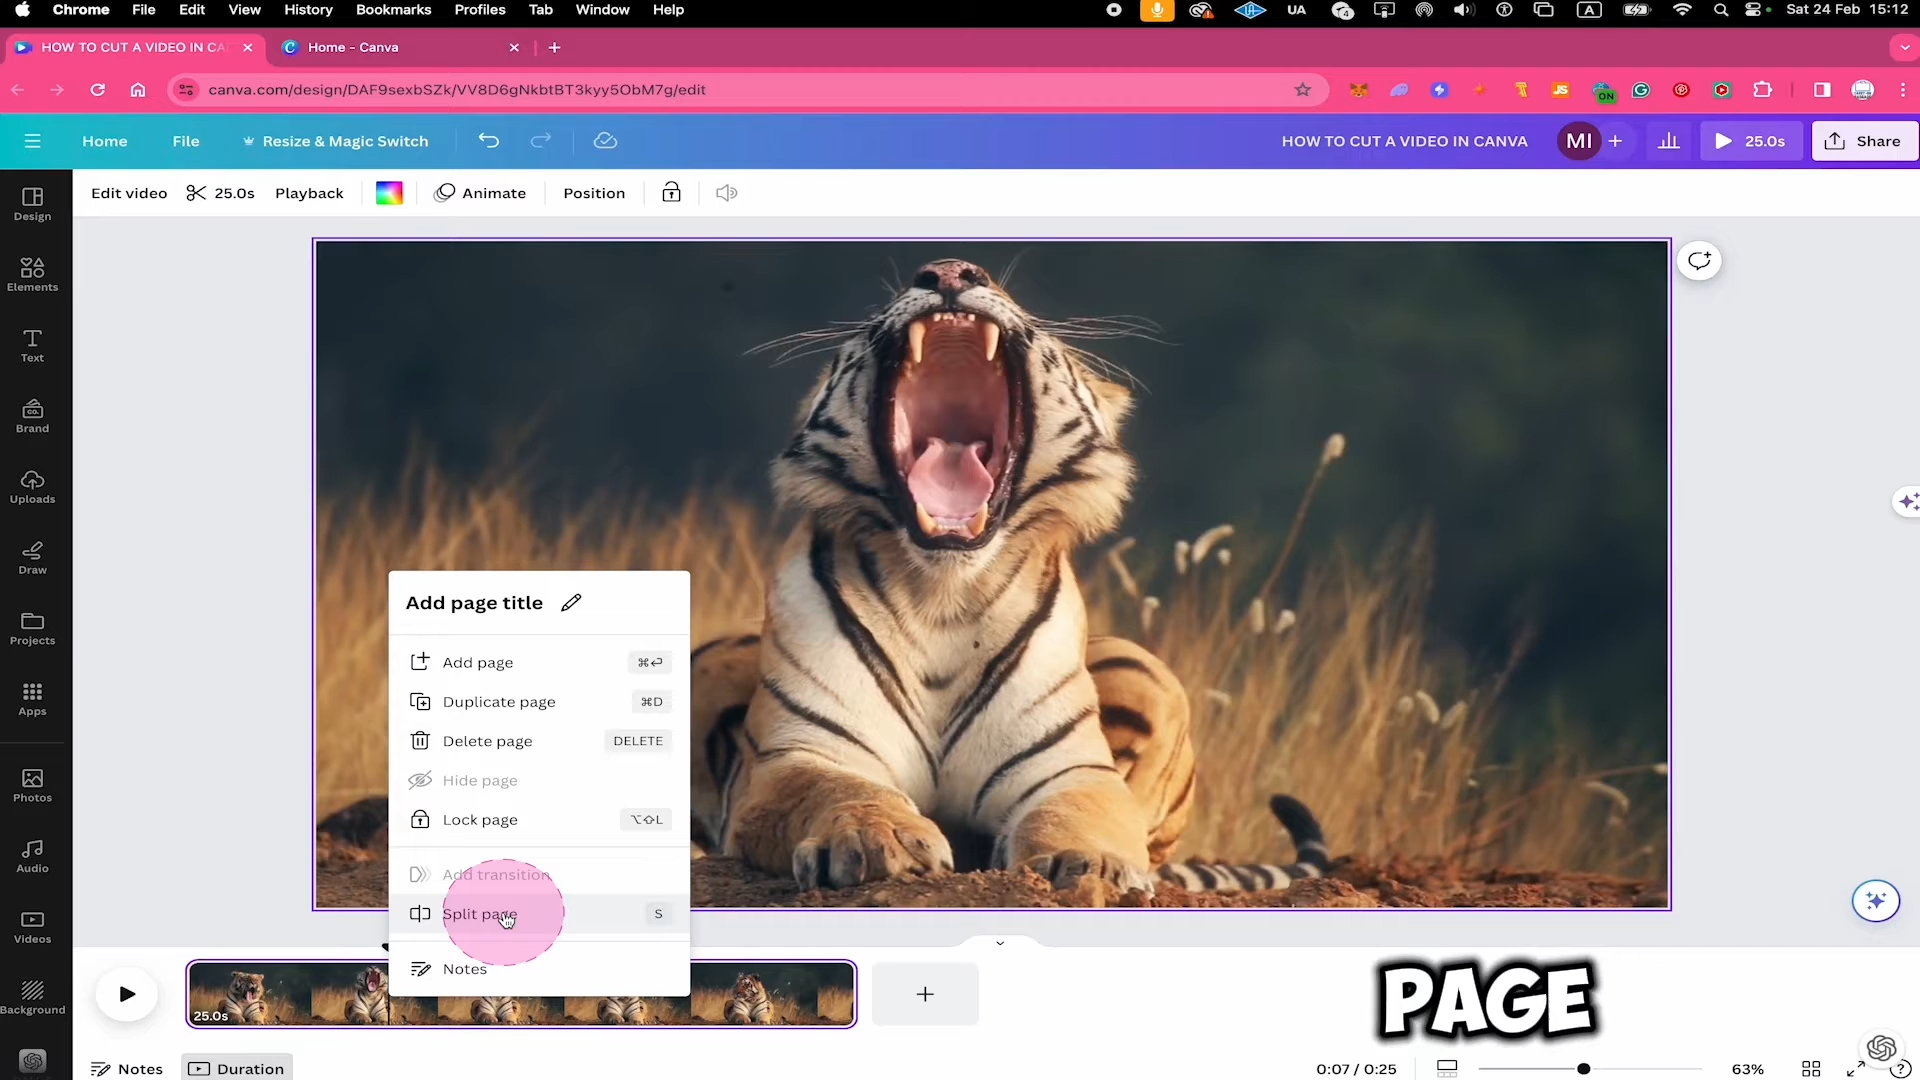 Chrome File Edit View History Bookmarks Profiles Tab Window Help UA 4 A Sat 24 Feb 15:12
HOW TO CUT A VIDEO IN CA Home - Canva
canva.com/design/DAF9sexbSZk/VV8D6gNkbtBT3kyy5ObM7g/edit JS ON
Home File Resize & Magic Switch HOW TO CUT A VIDEO IN CANVA MI 25.0s Share
Edit video 25.0s Playback Animate Position
Design
Elements
Text
Brand
Uploads
Draw
Projects
Apps
Photos
Audio
Videos
Background
Add page title
Add page ⌘↩
Duplicate page ⌘D
Delete page DELETE
Hide page
Lock page ⌥⇧L
Add transition
Split page S
Notes
25.0s
PAGE
Notes Duration 0:07 / 0:25 63% ?